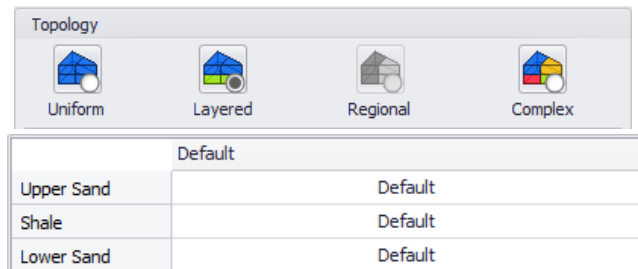 Topology
Uniform Layered Regional Complex
Default
Upper Sand Default
Shale Default
Lower Sand Default